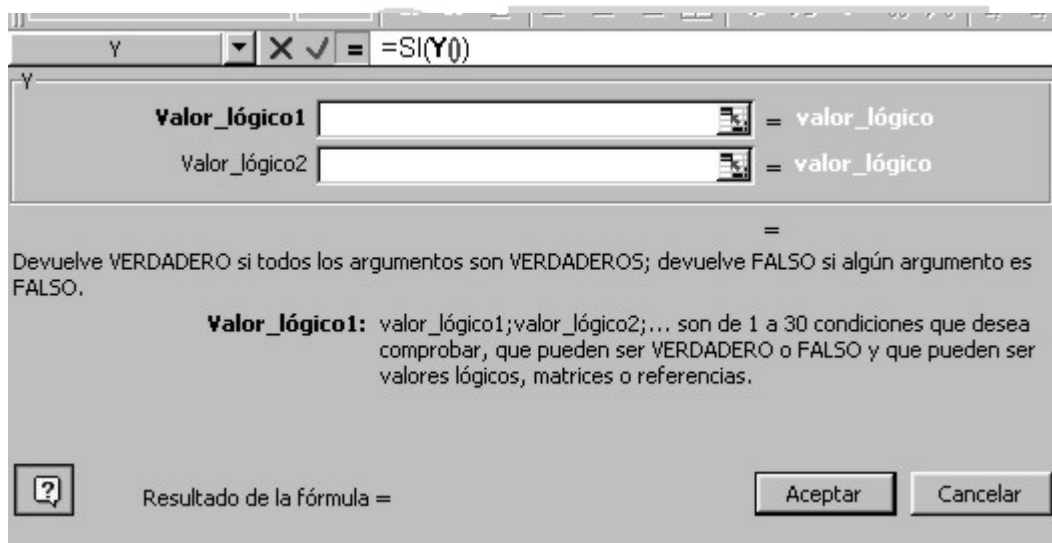 Y = =SI(Y())
Y
Valor_lógico1 = valor_lógico
Valor_lógico2 = valor_lógico
=
Devuelve VERDADERO si todos los argumentos son VERDADEROS; devuelve FALSO si algún argumento es
FALSO.
Valor_lógico1: valor_lógico1;valor_lógico2;... son de 1 a 30 condiciones que desea
comprobar, que pueden ser VERDADERO o FALSO y que pueden ser
valores lógicos, matrices o referencias.
? Resultado de la fórmula = Aceptar Cancelar